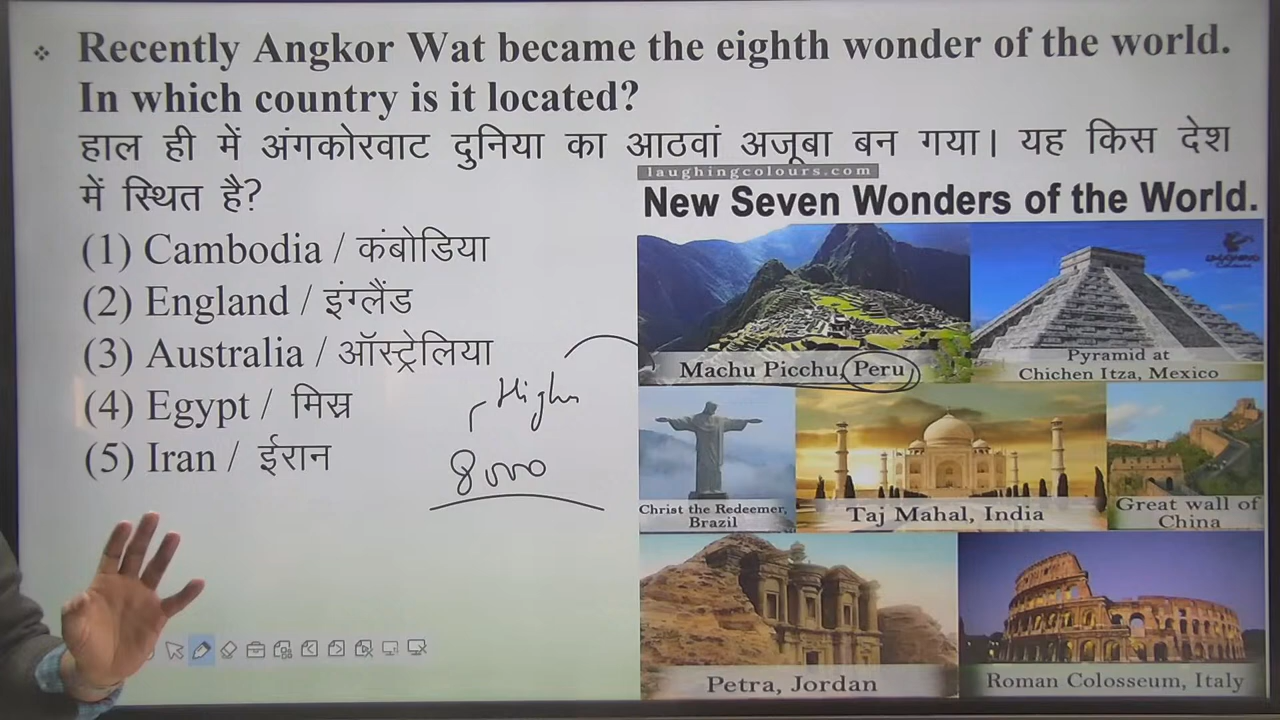 ❖ Recently Angkor Wat became the eighth wonder of the world.
In which country is it located?
हाल ही में अंगकोरवाट दुनिया का आठवां अजूबा बन गया। यह किस देश
में स्थित है?
(1) Cambodia / कंबोडिया
(2) England / इंग्लैंड
(3) Australia / ऑस्ट्रेलिया
(4) Egypt / मिस्र
(5) Iran / ईरान
8000
laughingcolours.com
New Seven Wonders of the World.
Machu Picchu, Peru
Pyramid at
Chichen Itza, Mexico
Christ the Redeemer,
Brazil
Taj Mahal, India
Great wall of
China
Petra, Jordan
Roman Colosseum, Italy